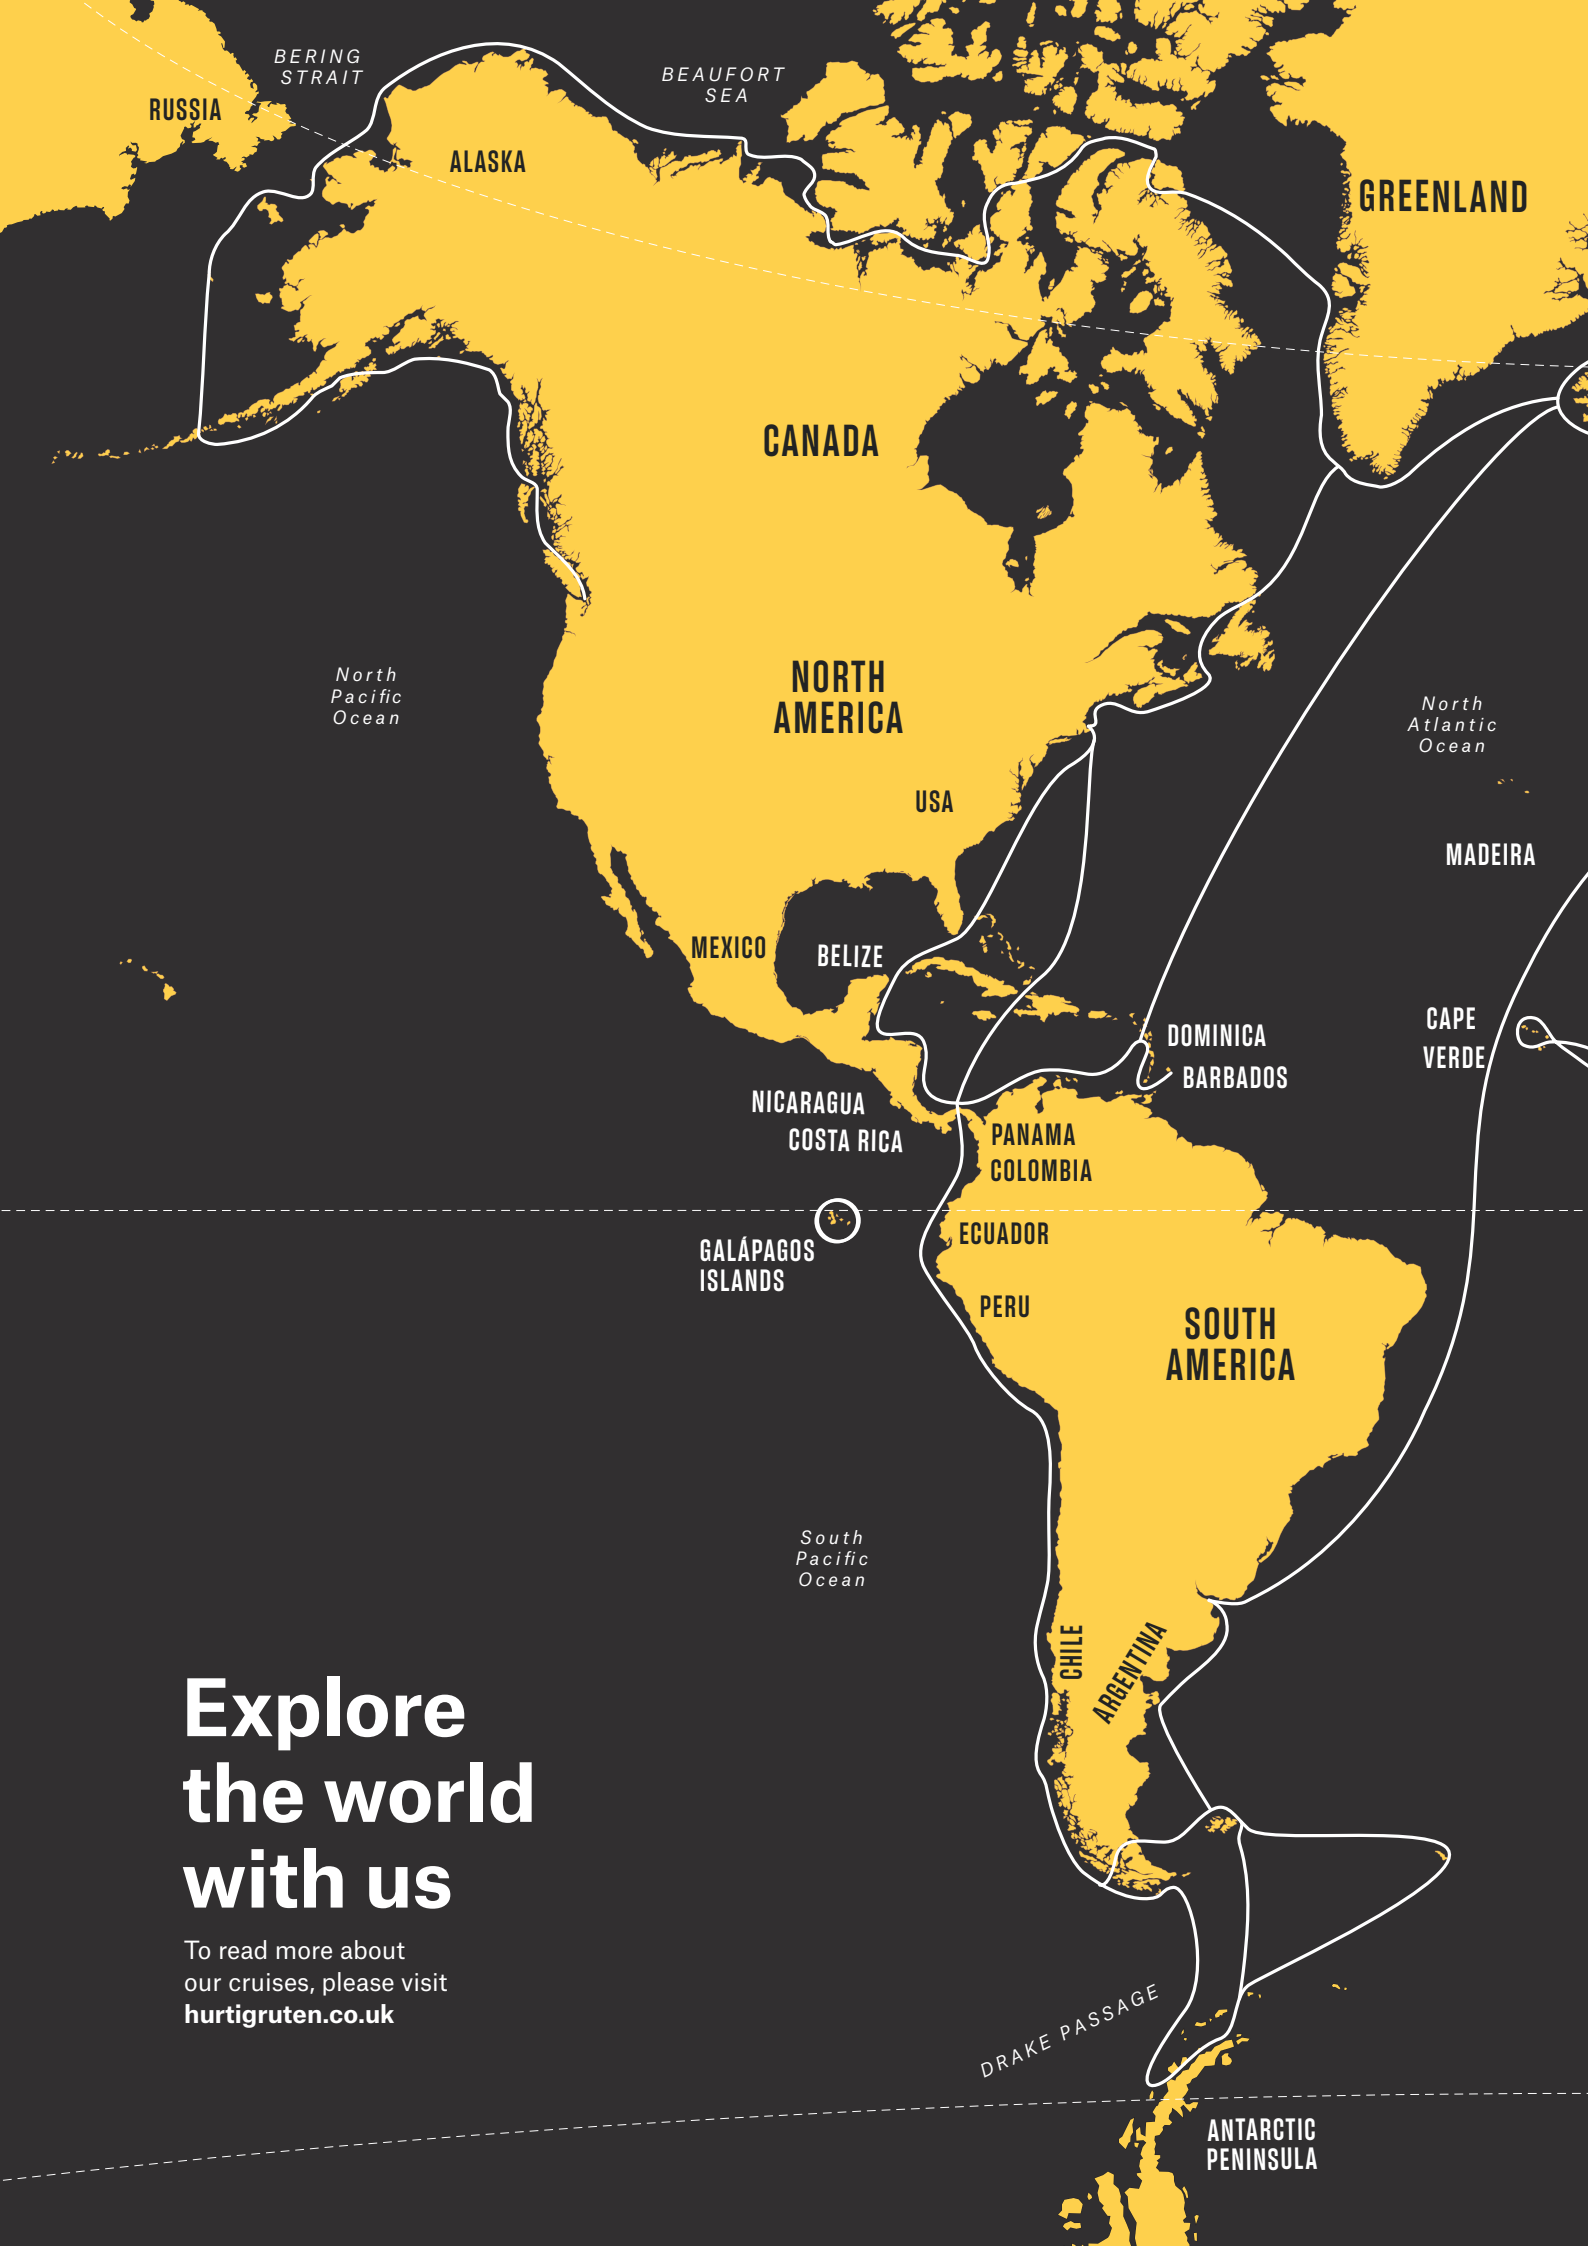 BERING
STRAIT
BEAUFORT
SEA
RUSSIA
ALASKA
GREENLAND
CANADA
North
Pacific
Ocean
NORTH
AMERICA
North
Atlantic
Ocean
USA
MADEIRA
MEXICO
BELIZE
CAPE
VERDE
DOMINICA
BARBADOS
NICARAGUA
COSTA RICA
PANAMA
COLOMBIA
ECUADOR
GALÁPAGOS
ISLANDS
PERU
SOUTH
AMERICA
South
Pacific
Ocean
CHILE
ARGENTINA
Explore
the world
with us
To read more about
our cruises, please visit
hurtigruten.co.uk
DRAKE PASSAGE
ANTARCTIC
PENINSULA